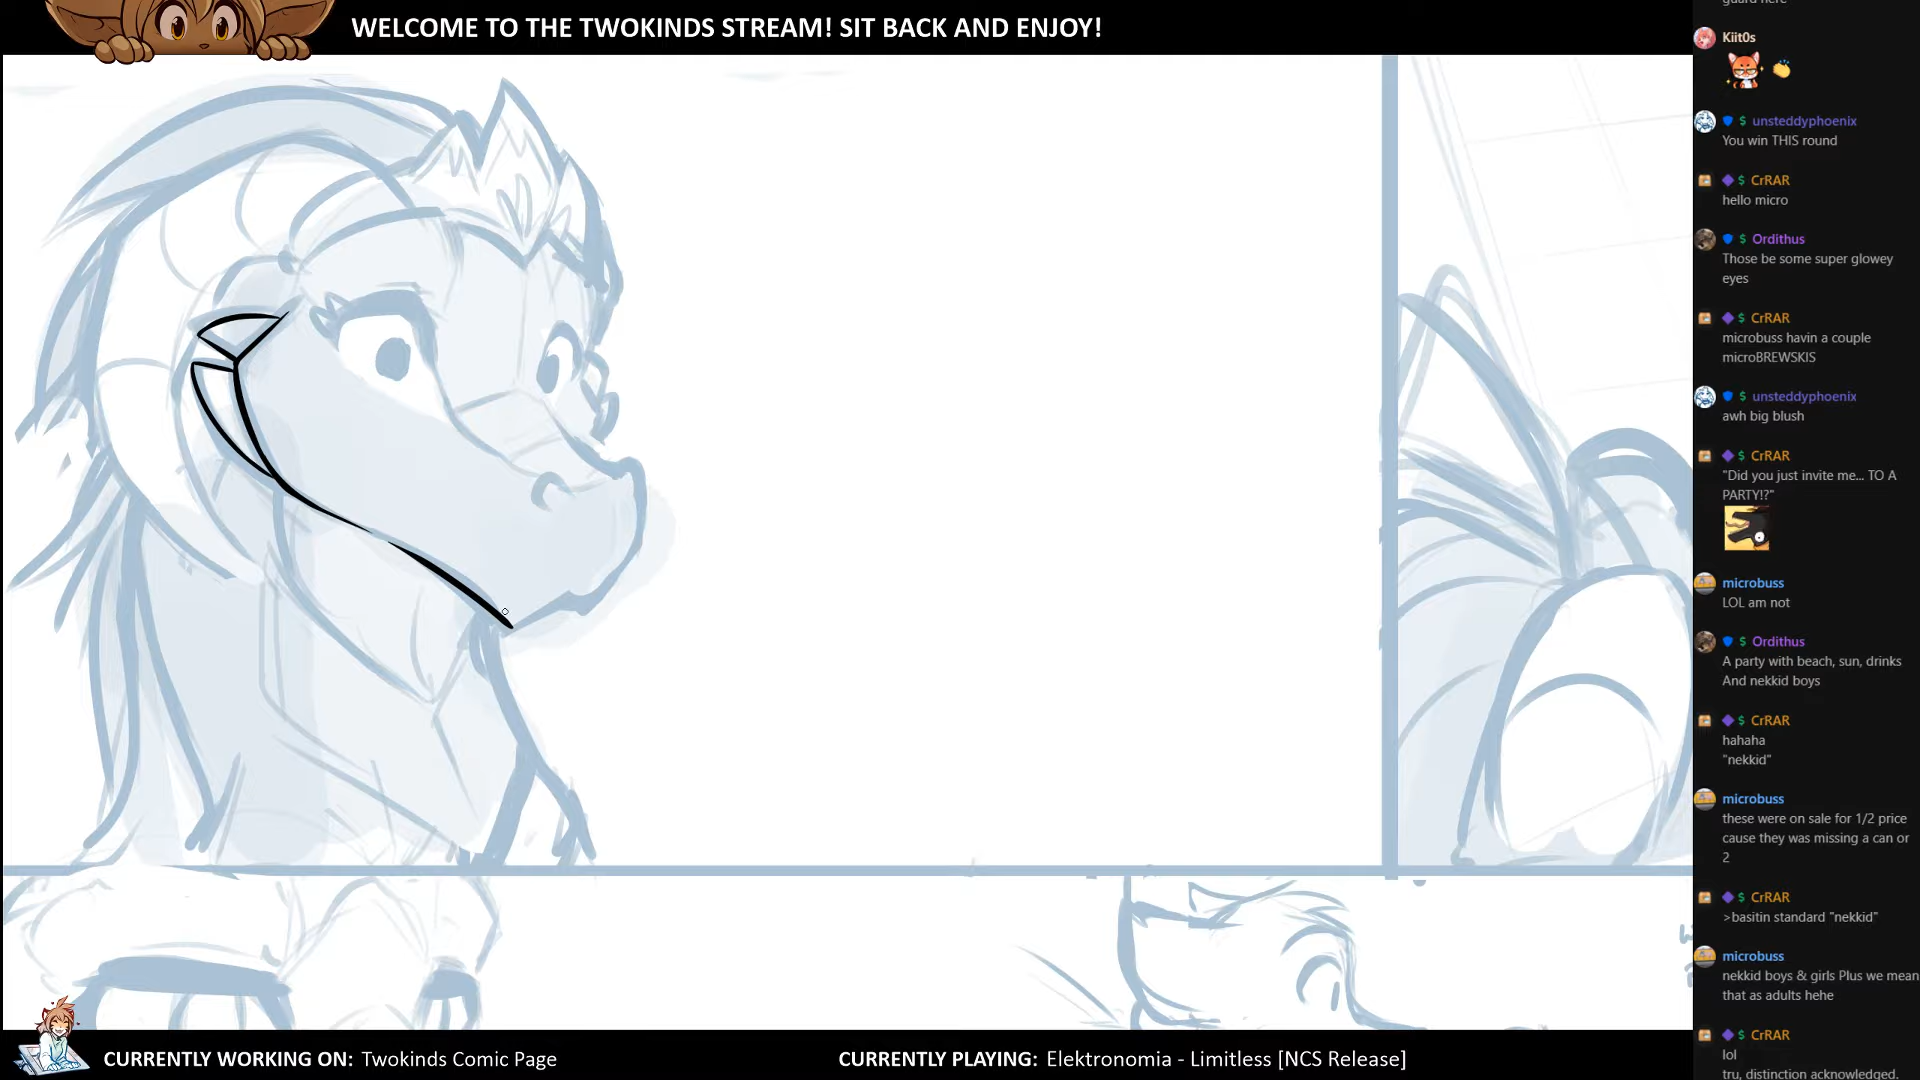 WELCOME TO THE TWOKINDS STREAM! SIT BACK AND ENJOY!
guard here
Kiit0s
$ unsteddyphoenix
You win THIS round
$ CrRAR
hello micro
$ Ordithus
Those be some super glowey
eyes
$ CrRAR
microbuss havin a couple
microBREWSKIS
$ unsteddyphoenix
awh big blush
$ CrRAR
"Did you just invite me... TO A
PARTY!?"
microbuss
LOL am not
$ Ordithus
A party with beach, sun, drinks
And nekkid boys
$ CrRAR
hahaha
"nekkid"
microbuss
these were on sale for 1/2 price
cause they was missing a can or
2
$ CrRAR
>basitin standard "nekkid"
microbuss
nekkid boys & girls Plus we mean
that as adults hehe
$ CrRAR
lol
tru, distinction acknowledged.
CURRENTLY WORKING ON: Twokinds Comic Page
CURRENTLY PLAYING: Elektronomia - Limitless [NCS Release]